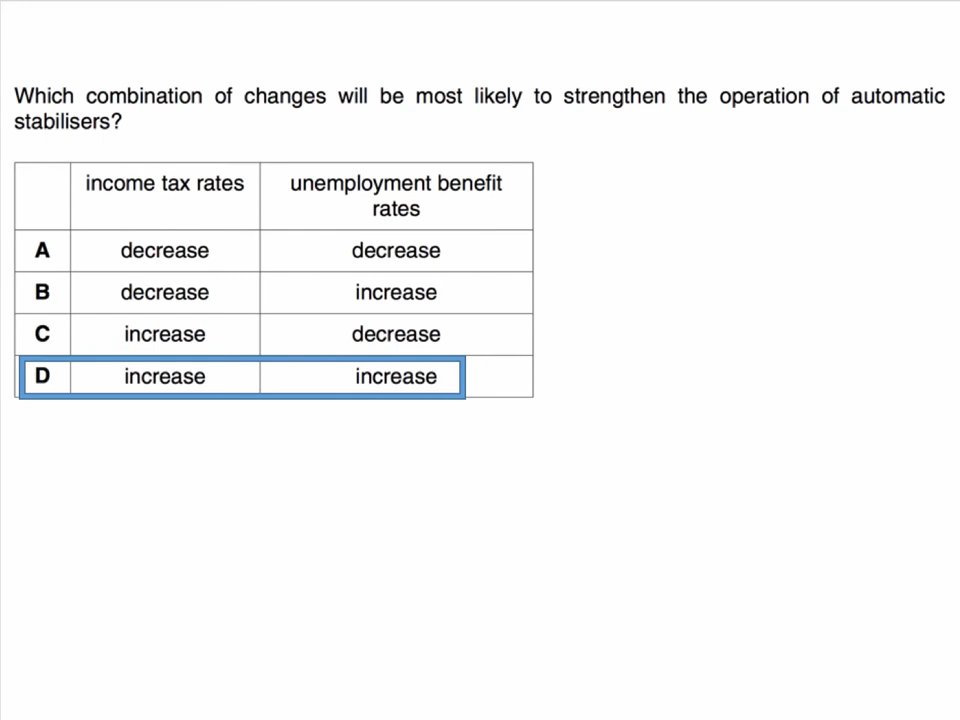 Which combination of changes will be most likely to strengthen the operation of automatic
stabilisers?
income tax rates unemployment benefit
rates
A decrease decrease
B decrease increase
C increase decrease
D increase increase